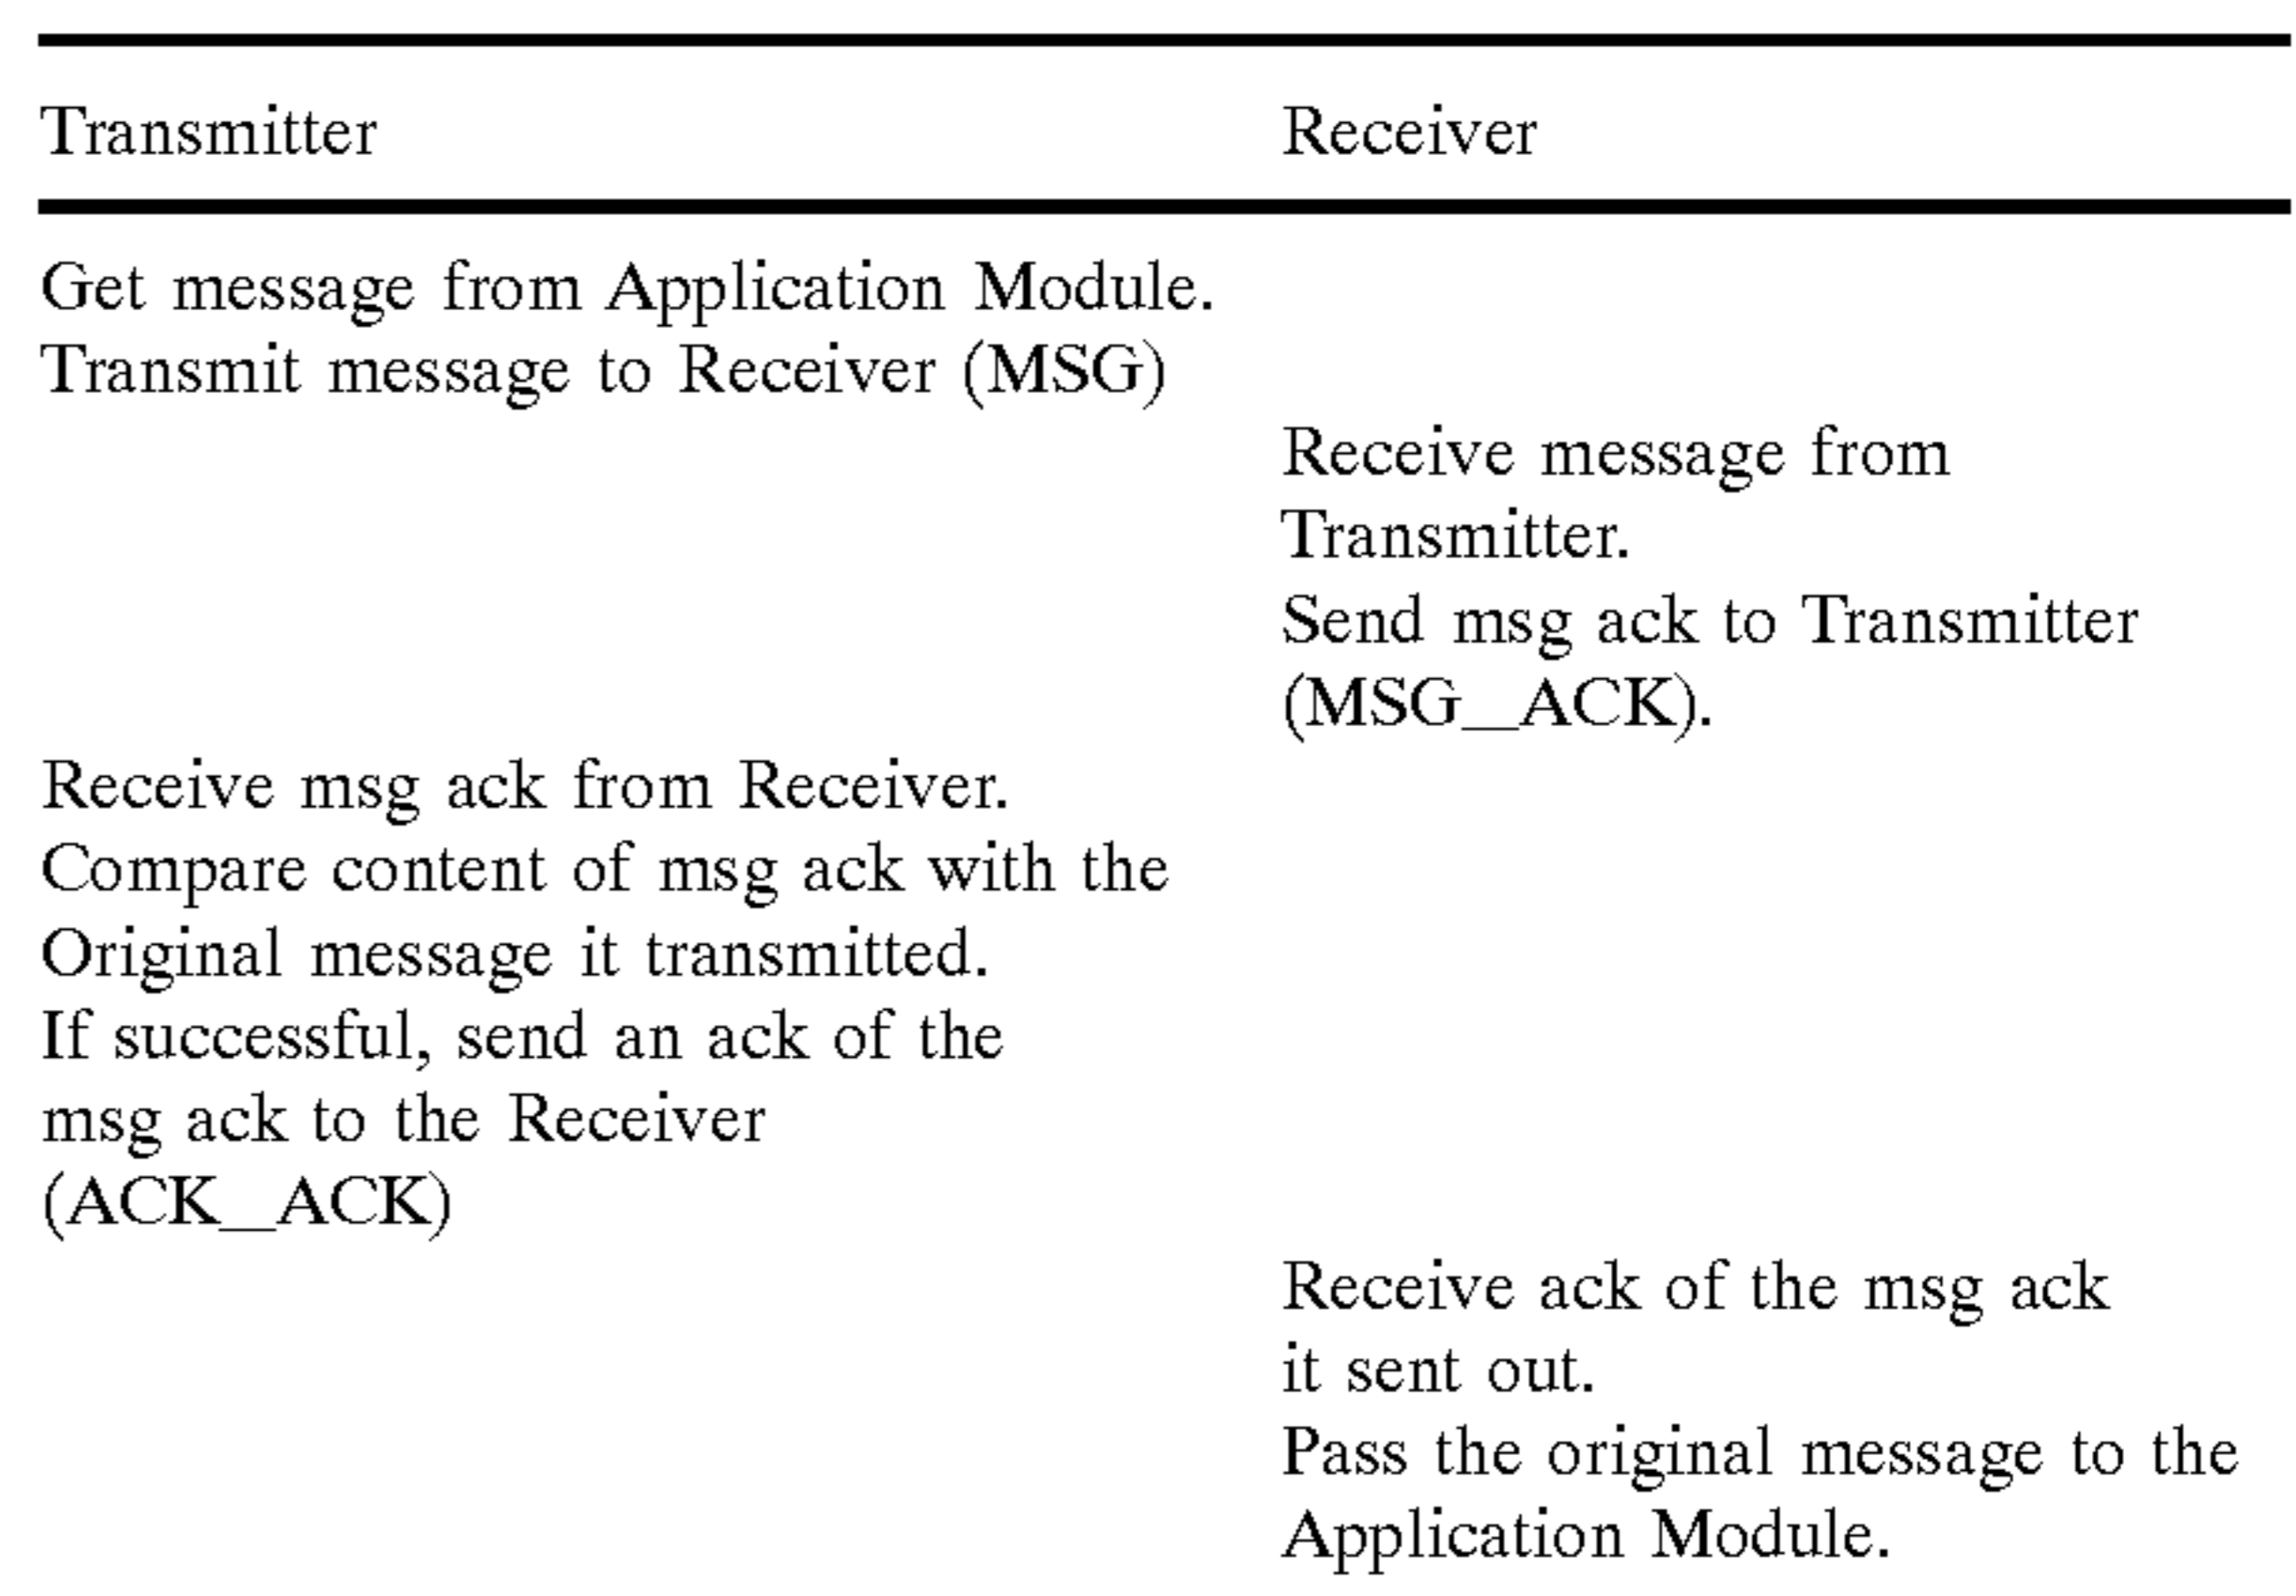 Transmitter Receiver
Get message from Application Module.
Transmit message to Receiver (MSG)
Receive message from
Transmitter.
Send msg ack to Transmitter
(MSG_ACK).
Receive msg ack from Receiver.
Compare content of msg ack with the
Original message it transmitted.
If successful, send an ack of the
msg ack to the Receiver
(ACK_ACK)
Receive ack of the msg ack
it sent out.
Pass the original message to the
Application Module.